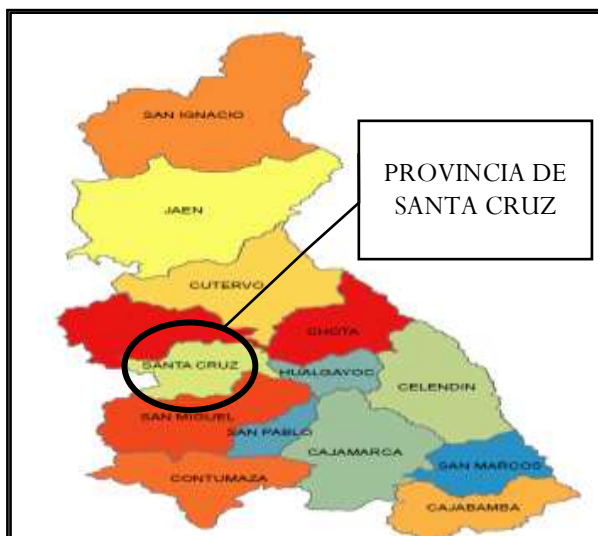 SAN IGNACIO
PROVINCIA DE
SANTA CRUZ
JAEN
CUTERVO
CHOTA
SANTA CRUZ
HUALGAYOC
CELENDIN
SAN MIGUEL
SAN PABLO
CAJAMARCA
SAN MARCOS
CONTUMAZA
CAJABAMBA